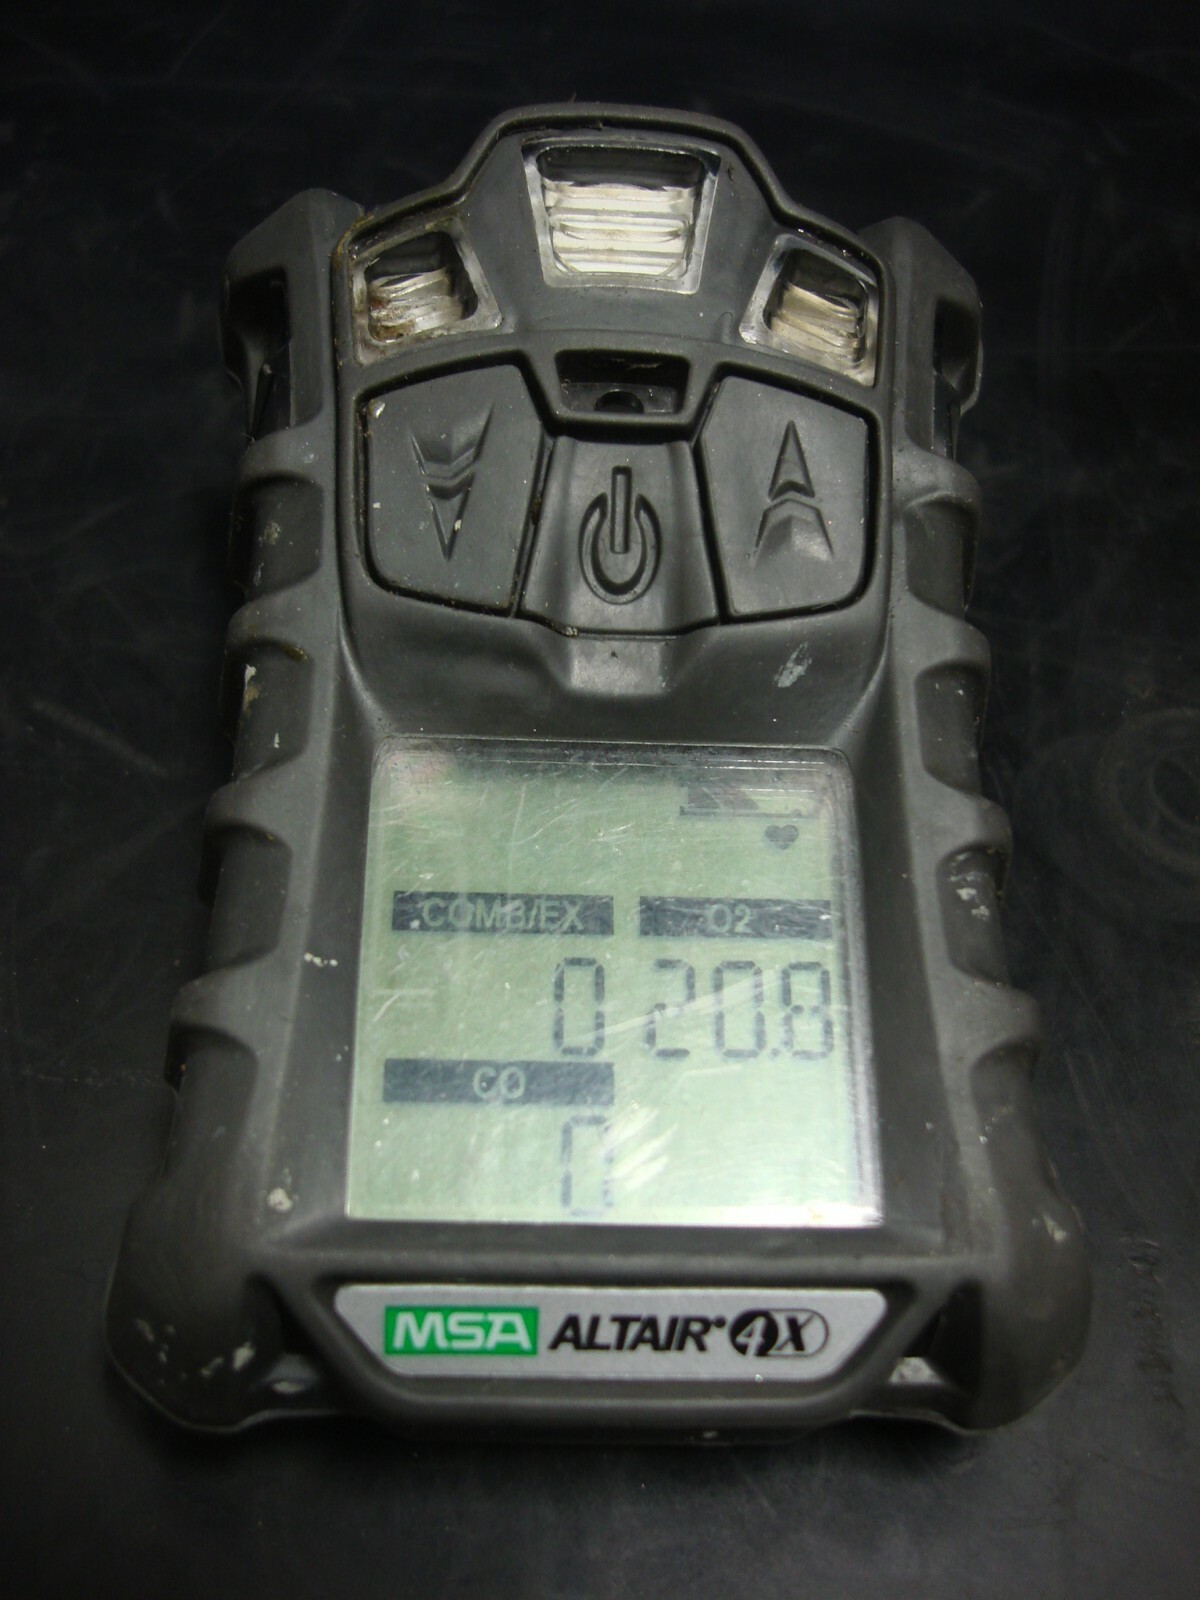 COMB/EX O2
0 20.8
CO
0
MSA ALTAIR 4X